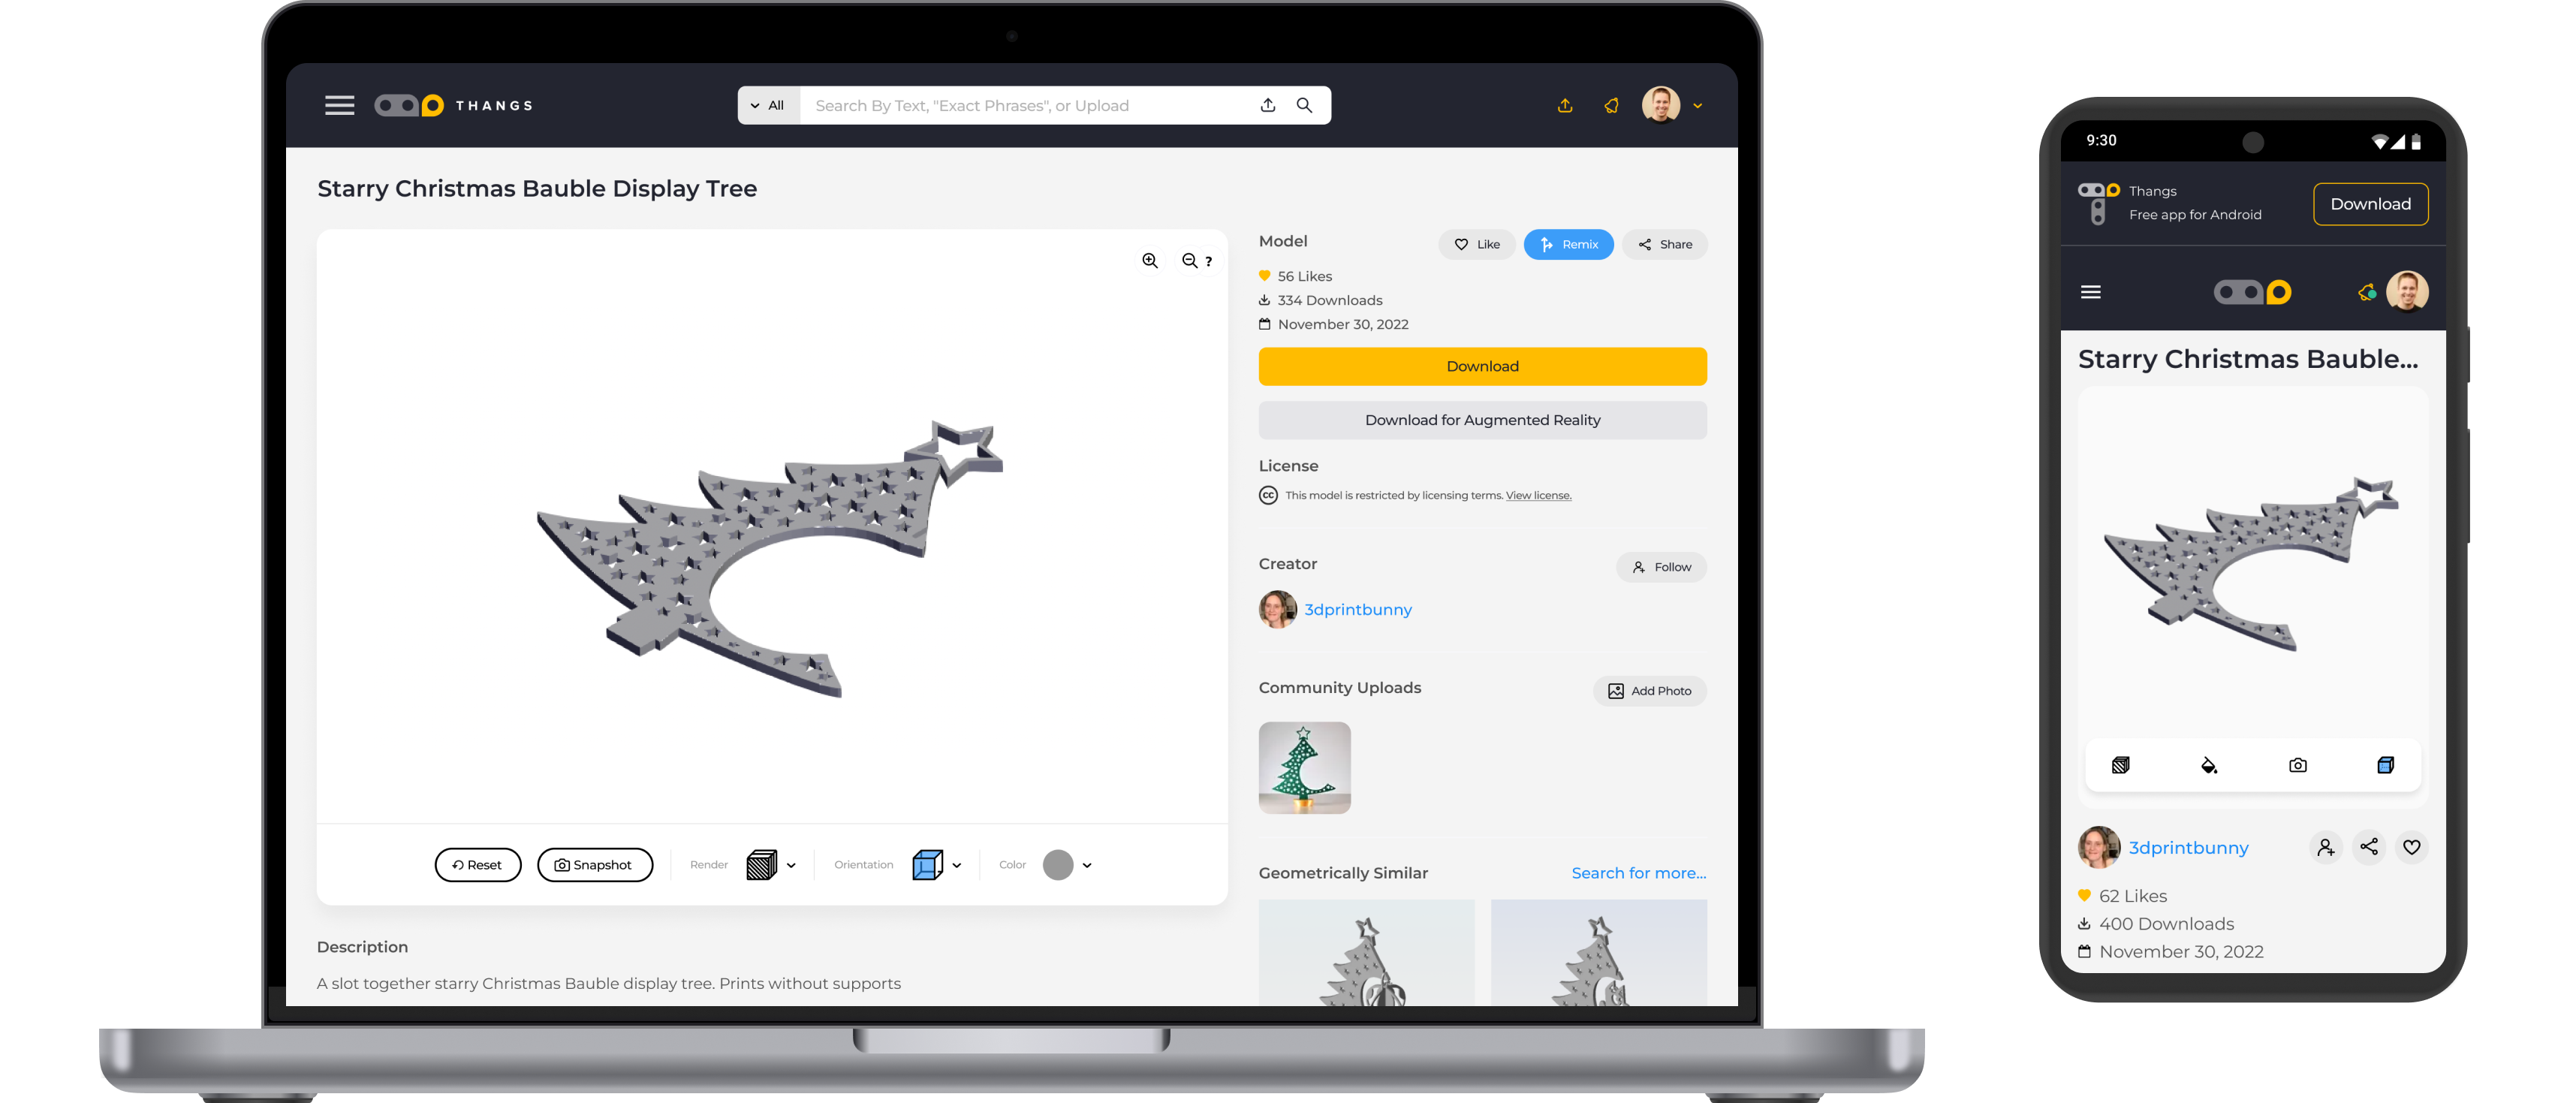 THANGS
All
Search By Text, "Exact Phrases", or Upload
Starry Christmas Bauble Display Tree
?
Model
Like
Remix
Share
56 Likes
334 Downloads
November 30, 2022
Download
Download for Augmented Reality
License
cc This model is restricted by licensing terms. View license.
Creator
Follow
3dprintbunny
Community Uploads
Add Photo
Geometrically Similar
Search for more...
Reset
Snapshot
Render
Orientation
Color
Description
A slot together starry Christmas Bauble display tree. Prints without supports
9:30
Thangs
Free app for Android
Download
Starry Christmas Bauble...
3dprintbunny
62 Likes
400 Downloads
November 30, 2022